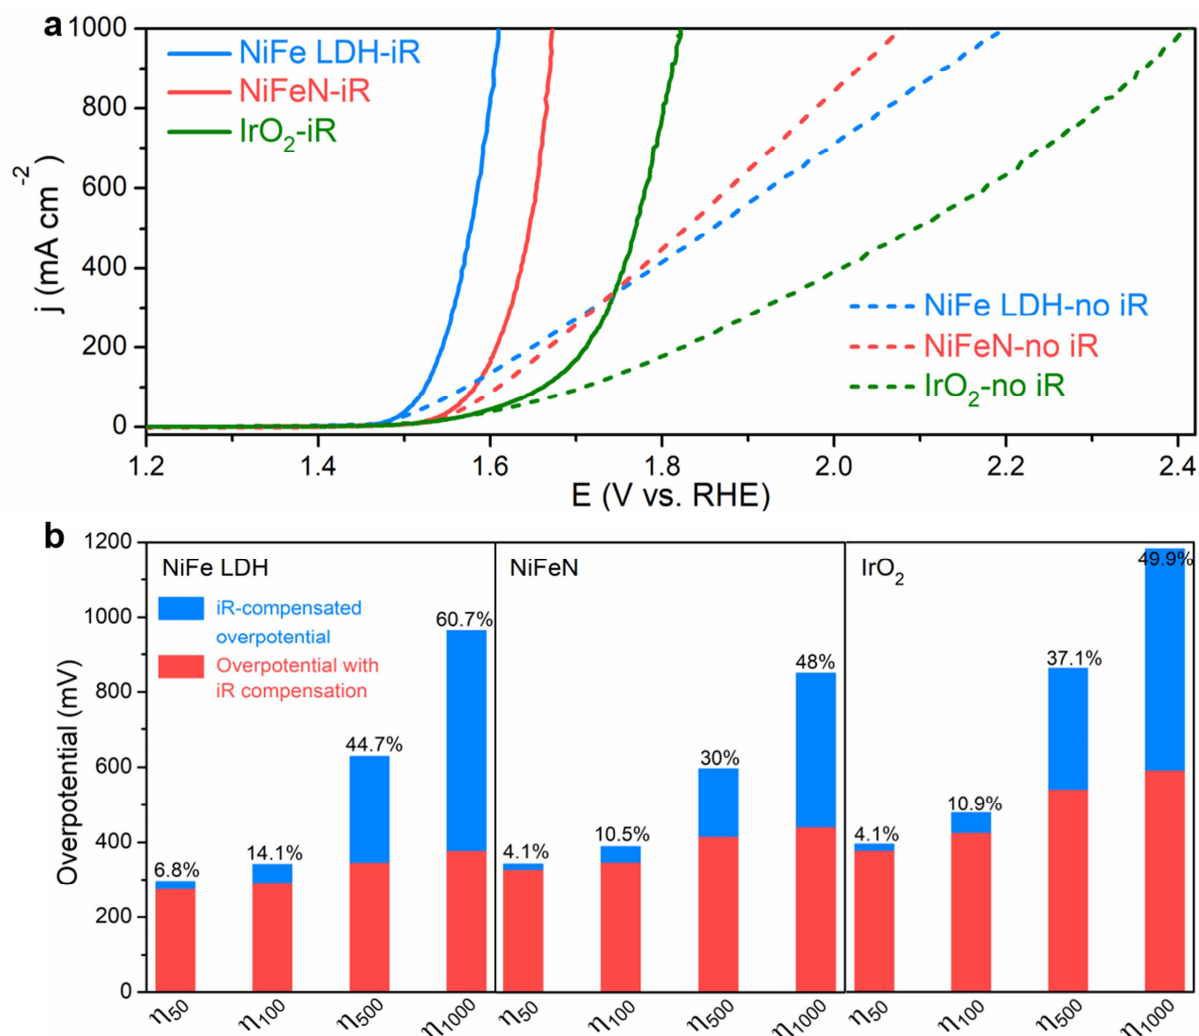 a
1000
800
600
400
200
0
j (mA cm⁻²)
NiFe LDH-iR
NiFeN-iR
IrO₂-iR
NiFe LDH-no iR
NiFeN-no iR
IrO₂-no iR
1.2 1.4 1.6 1.8 2.0 2.2 2.4
E (V vs. RHE)
b
1200
1000
800
600
400
200
0
Overpotential (mV)
NiFe LDH
iR-compensated
overpotential
Overpotential with
iR compensation
6.8%
14.1%
44.7%
60.7%
NiFeN
4.1%
10.5%
30%
48%
IrO₂
4.1%
10.9%
37.1%
49.9%
η₅₀ η₁₀₀ η₅₀₀ η₁₀₀₀ η₅₀ η₁₀₀ η₅₀₀ η₁₀₀₀ η₅₀ η₁₀₀ η₅₀₀ η₁₀₀₀